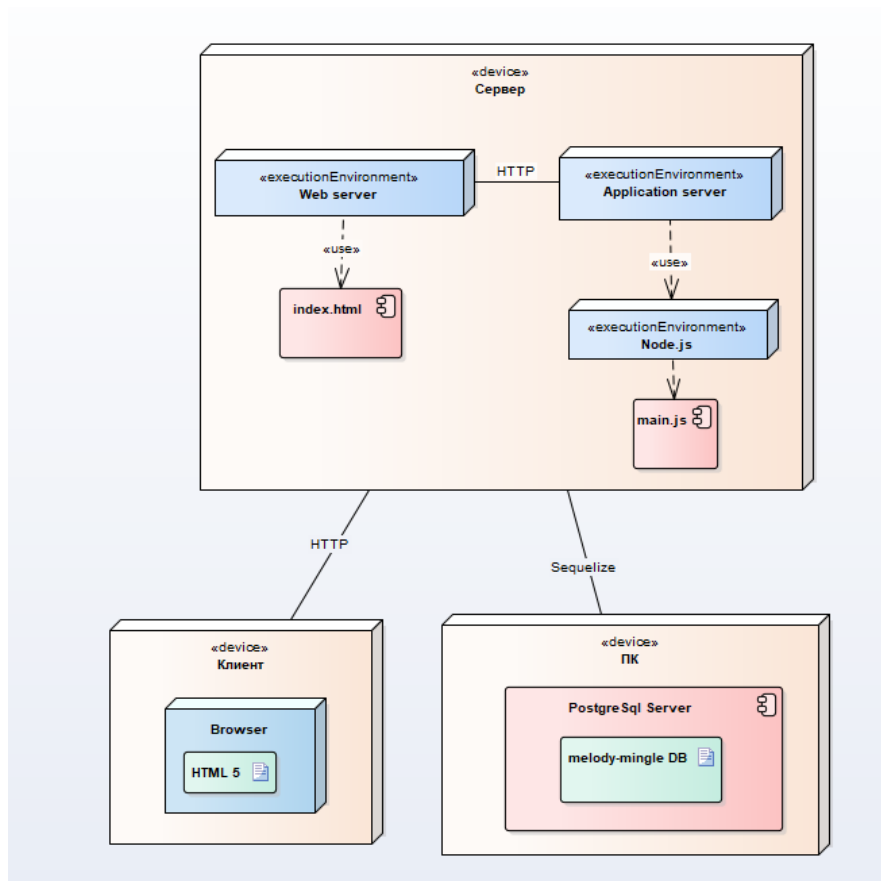 «device»
Сервер
«executionEnvironment»
Web server
HTTP
«executionEnvironment»
Application server
«use»
«use»
index.html
«executionEnvironment»
Node.js
main.js
HTTP
Sequelize
«device»
Клиент
Browser
HTML 5
«device»
ПК
PostgreSql Server
melody-mingle DB